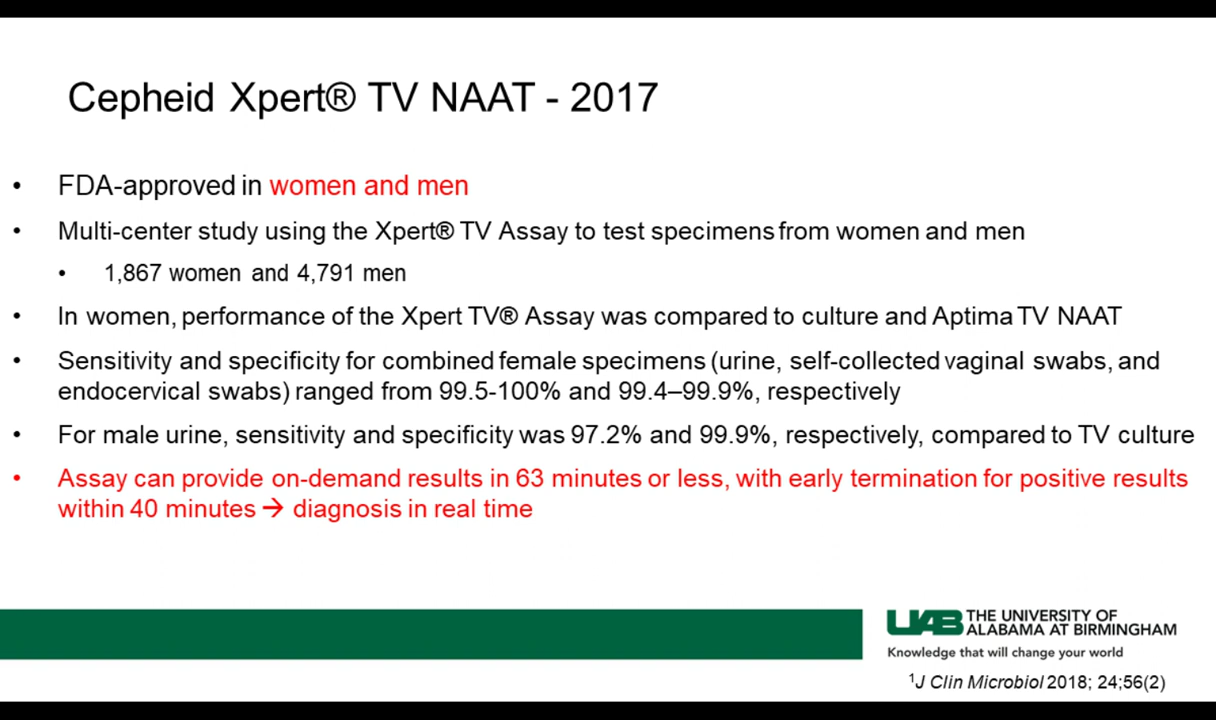 Cepheid Xpert® TV NAAT - 2017
• FDA-approved in women and men
• Multi-center study using the Xpert® TV Assay to test specimens from women and men
• 1,867 women and 4,791 men
• In women, performance of the Xpert TV® Assay was compared to culture and Aptima TV NAAT
• Sensitivity and specificity for combined female specimens (urine, self-collected vaginal swabs, and
endocervical swabs) ranged from 99.5-100% and 99.4–99.9%, respectively
• For male urine, sensitivity and specificity was 97.2% and 99.9%, respectively, compared to TV culture
• Assay can provide on-demand results in 63 minutes or less, with early termination for positive results
within 40 minutes → diagnosis in real time
UAB THE UNIVERSITY OF
ALABAMA AT BIRMINGHAM
Knowledge that will change your world
¹J Clin Microbiol 2018; 24;56(2)